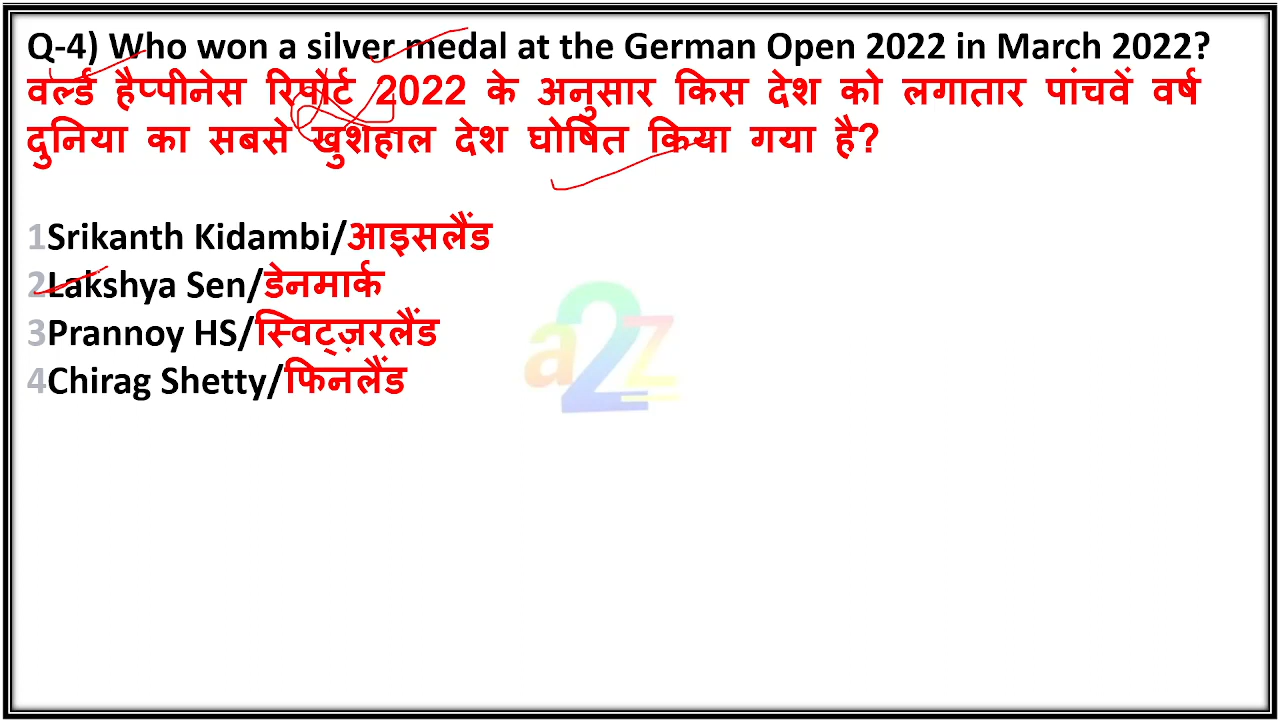 Q-4) Who won a silver medal at the German Open 2022 in March 2022?
वर्ल्ड हैप्पीनेस रिपोर्ट 2022 के अनुसार किस देश को लगातार पांचवें वर्ष
दुनिया का सबसे खुशहाल देश घोषित किया गया है?
1Srikanth Kidambi/आइसलैंड
2Lakshya Sen/डेनमार्क
3Prannoy HS/स्विट्ज़रलैंड
4Chirag Shetty/फिनलैंड
a2z